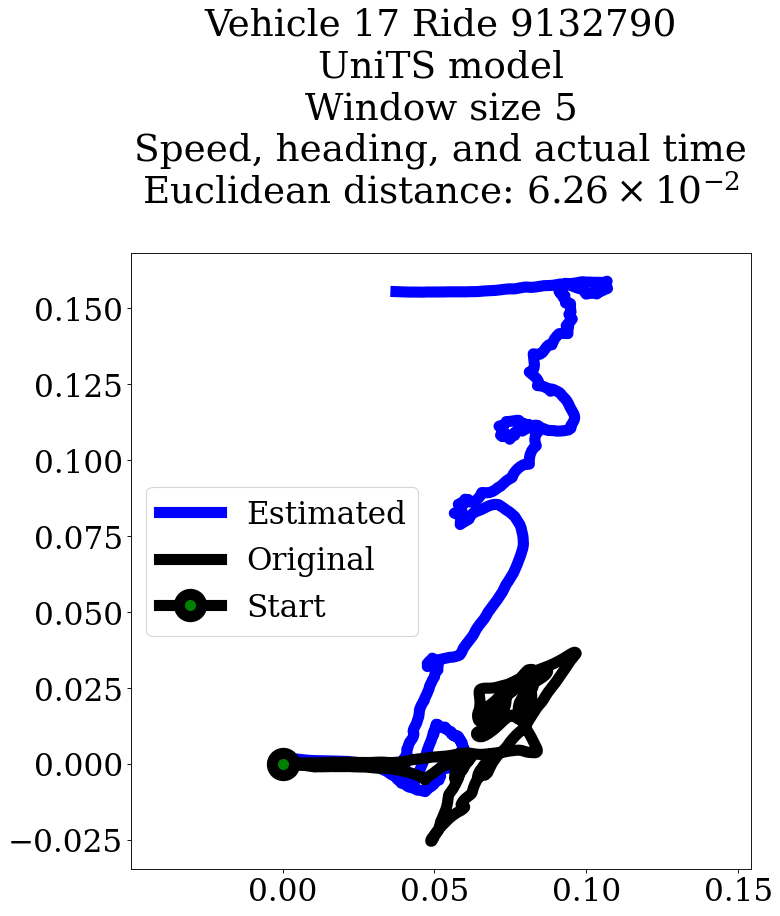 Vehicle 17 Ride 9132790
UniTS model
Window size 5
Speed, heading, and actual time
Euclidean distance: 6.26 × 10⁻²
0.150
0.125
0.100
0.075
0.050
0.025
0.000
−0.025
Estimated
Original
Start
0.00 0.05 0.10 0.15